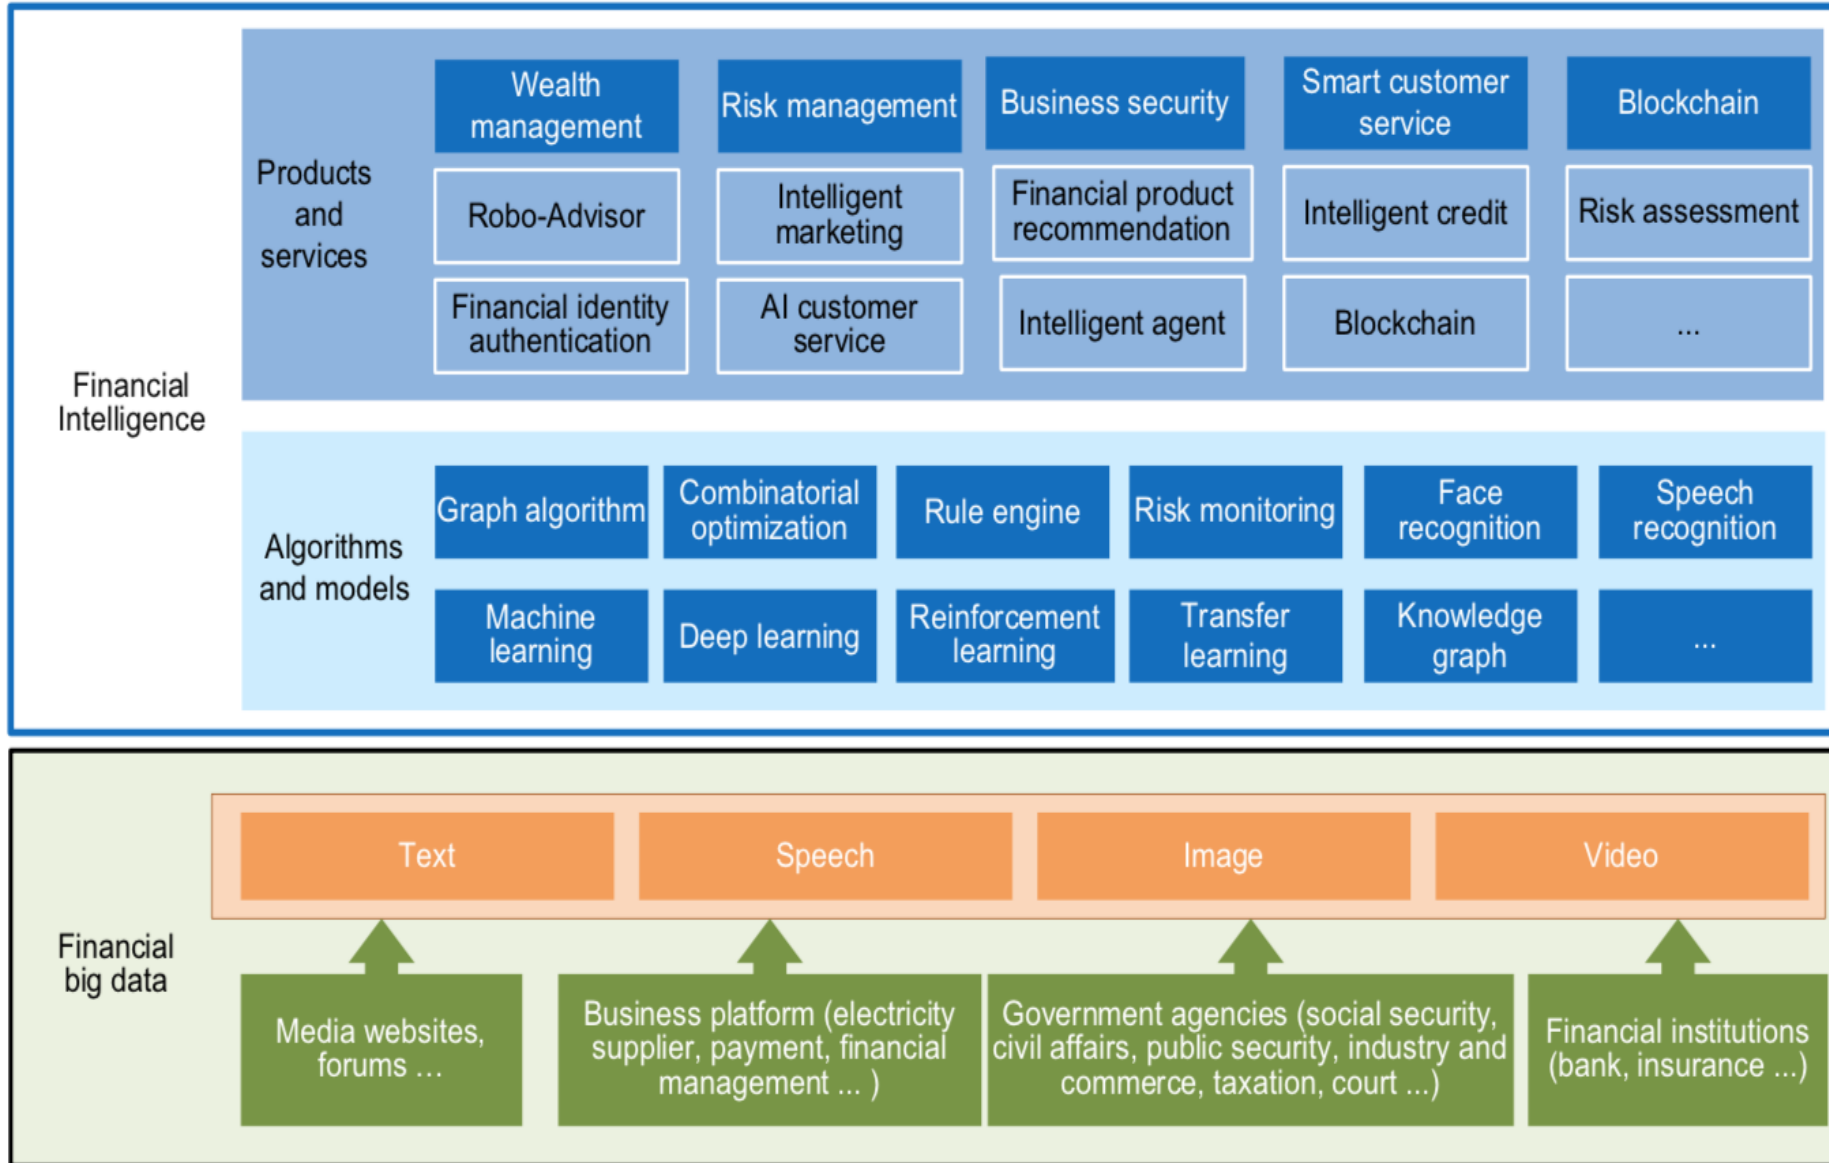 Wealth
management
Risk management
Business security
Smart customer
service
Blockchain
Products
and
services
Robo-Advisor
Intelligent
marketing
Financial product
recommendation
Intelligent credit
Risk assessment
Financial identity
authentication
AI customer
service
Intelligent agent
Blockchain
...
Financial
Intelligence
Graph algorithm
Combinatorial
optimization
Rule engine
Risk monitoring
Face
recognition
Speech
recognition
Algorithms
and models
Machine
learning
Deep learning
Reinforcement
learning
Transfer
learning
Knowledge
graph
...
Text
Speech
Image
Video
Financial
big data
Media websites,
forums ...
Business platform (electricity
supplier, payment, financial
management ... )
Government agencies (social security,
civil affairs, public security, industry and
commerce, taxation, court ...)
Financial institutions
(bank, insurance ...)